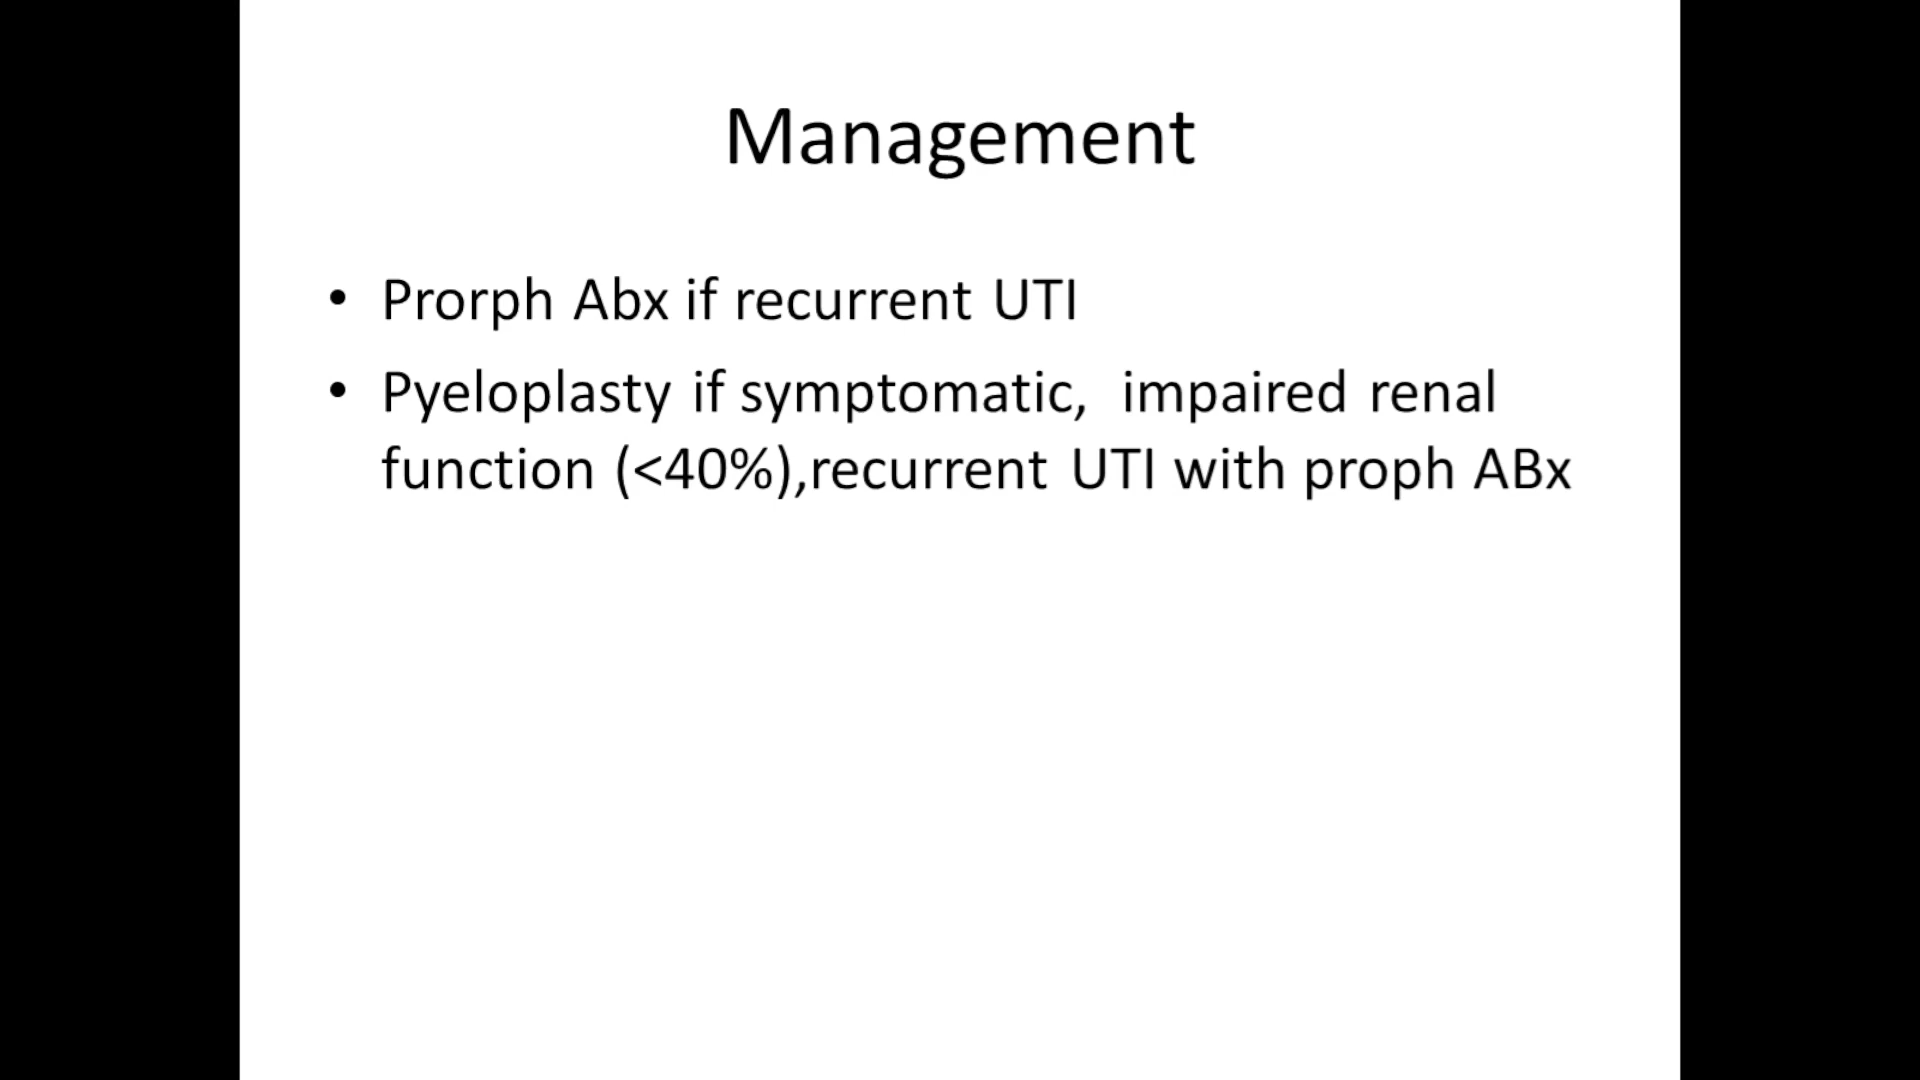 Management
• Prorph Abx if recurrent UTI
• Pyeloplasty if symptomatic,  impaired renal
function (<40%),recurrent UTI with proph ABx